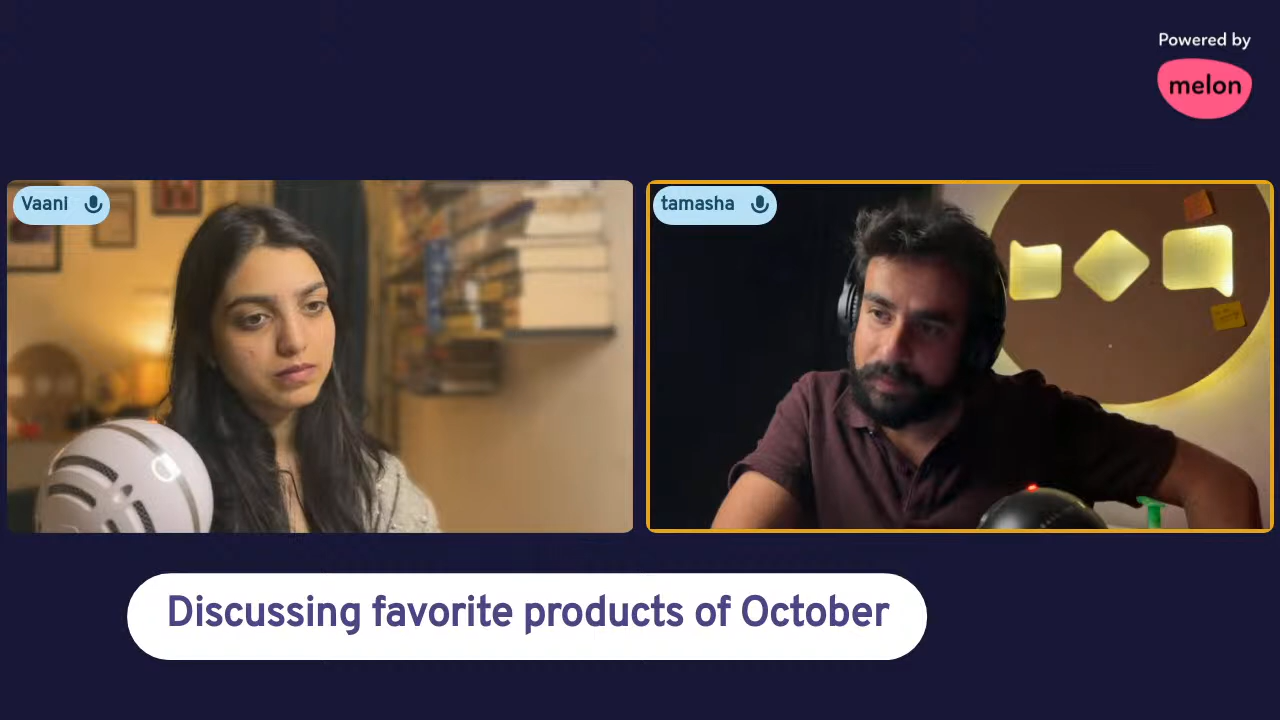 Powered by
melon
Vaani
tamasha
Discussing favorite products of October